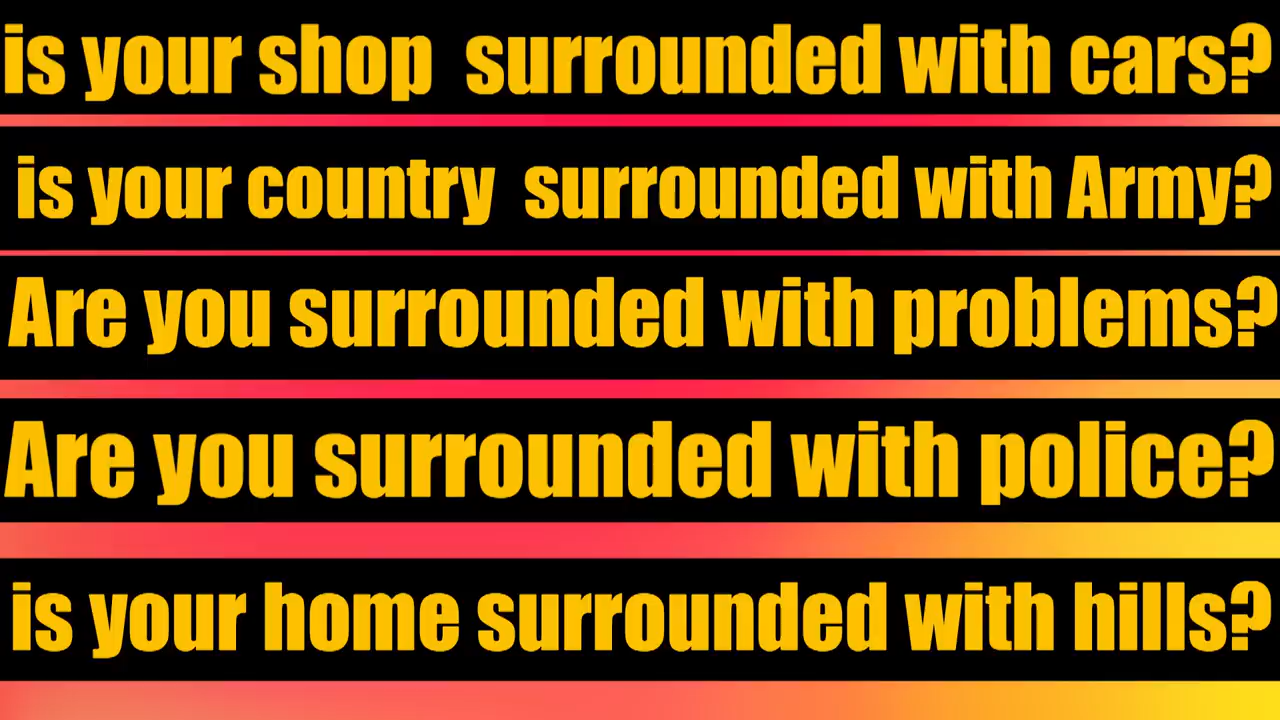 is your shop surrounded with cars?
is your country surrounded with Army?
Are you surrounded with problems?
Are you surrounded with police?
is your home surrounded with hills?